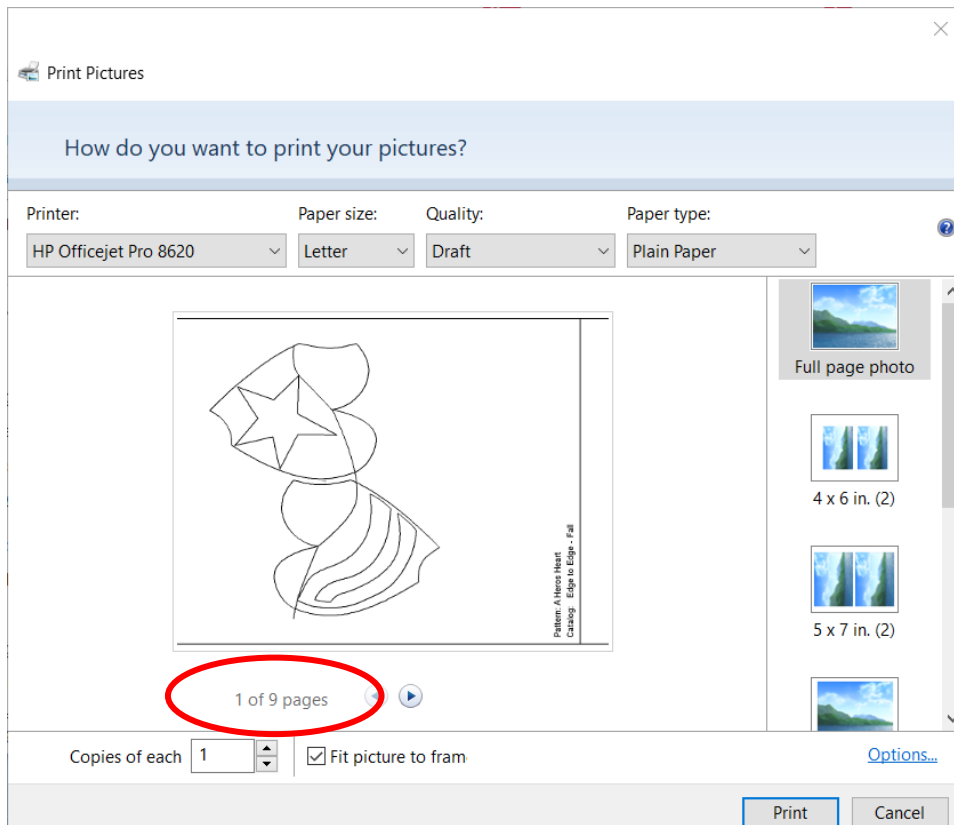 Print Pictures
How do you want to print your pictures?
Printer: Paper size: Quality: Paper type:
HP Officejet Pro 8620 Letter Draft Plain Paper
Full page photo
4 x 6 in. (2)
5 x 7 in. (2)
Pattern: A Heros Heart
Catalog: Edge to Edge - Fall
1 of 9 pages
Copies of each 1 Fit picture to fram
Options...
Print Cancel